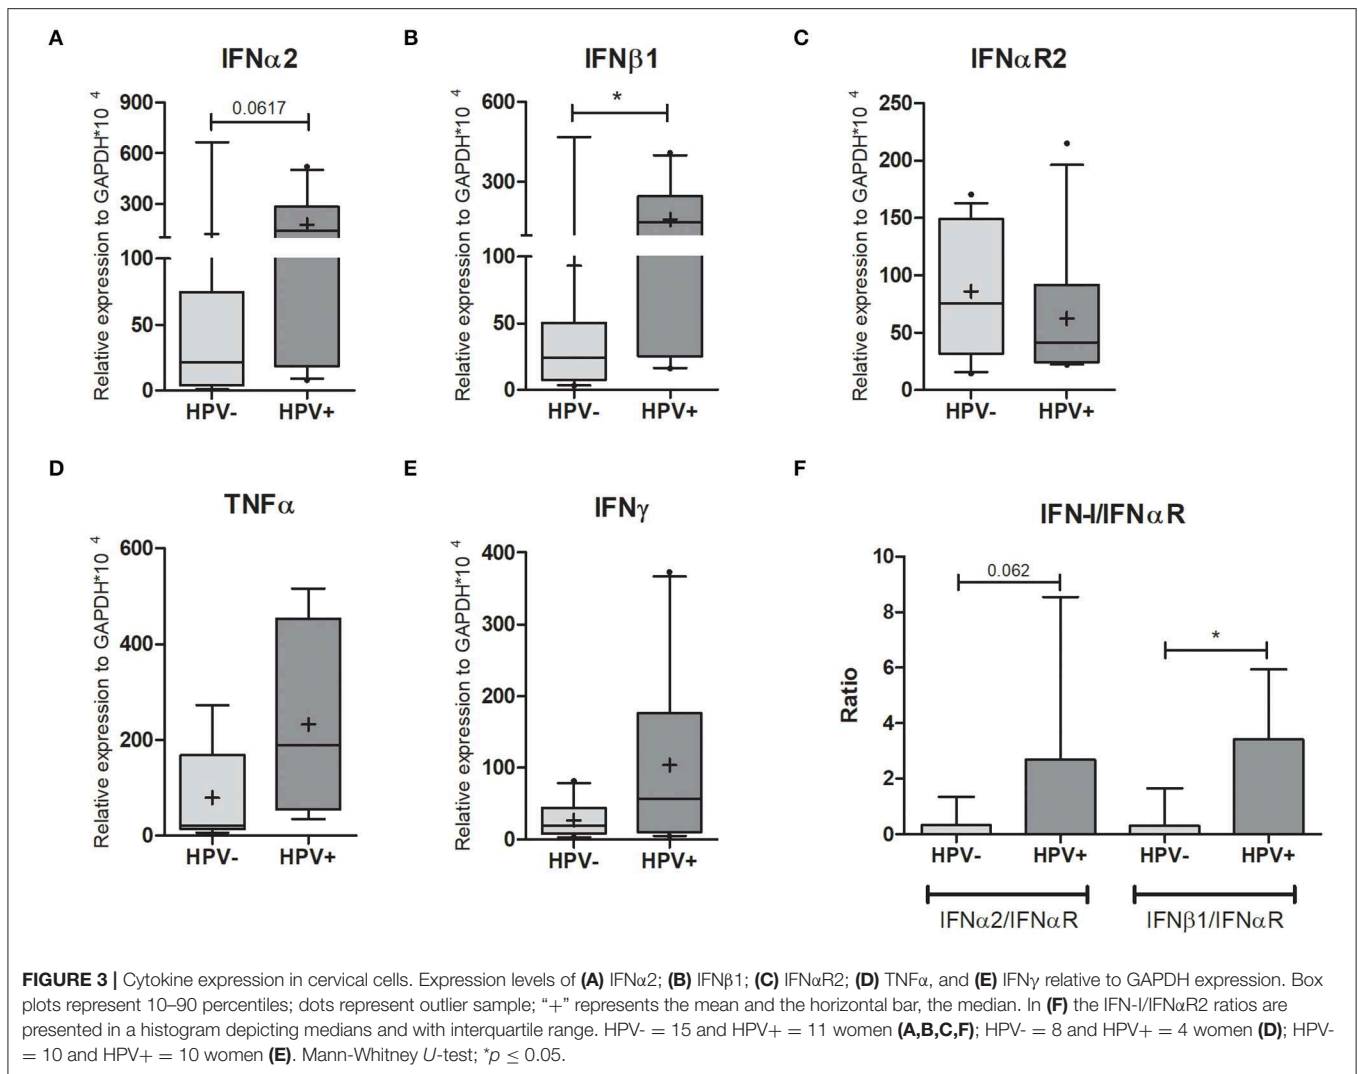 A
IFNα2
Relative expression to GAPDH*10 4
900
600
300
100
50
0
0.0617
HPV-
HPV+
B
IFNβ1
Relative expression to GAPDH*10 4
600
300
100
50
0
*
HPV-
HPV+
C
IFNαR2
Relative expression to GAPDH*10 4
250
200
150
100
50
0
HPV-
HPV+
D
TNFα
Relative expression to GAPDH*10 4
600
400
200
0
HPV-
HPV+
E
IFNγ
Relative expression to GAPDH*10 4
400
300
200
100
0
HPV-
HPV+
F
IFN-I/IFNαR
Ratio
10
8
6
4
2
0
0.062
*
HPV-
HPV+
HPV-
HPV+
IFNα2/IFNαR
IFNβ1/IFNαR
FIGURE 3 | Cytokine expression in cervical cells. Expression levels of (A) IFNα2; (B) IFNβ1; (C) IFNαR2; (D) TNFα, and (E) IFNγ relative to GAPDH expression. Box
plots represent 10–90 percentiles; dots represent outlier sample; “+” represents the mean and the horizontal bar, the median. In (F) the IFN-I/IFNαR2 ratios are
presented in a histogram depicting medians and with interquartile range. HPV- = 15 and HPV+ = 11 women (A,B,C,F); HPV- = 8 and HPV+ = 4 women (D); HPV-
= 10 and HPV+ = 10 women (E). Mann-Whitney U-test; *p ≤ 0.05.